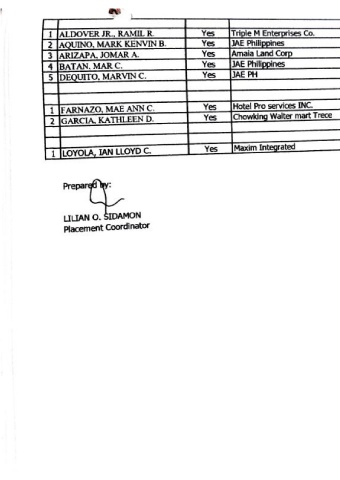 1 ALDOVER JR., RAMIL R. Yes Triple M Enterprises Co.
2 AQUINO, MARK KENVIN B. Yes JAE Philippines
3 ARIZAPA, JOMAR A. Yes Amaia Land Corp
4 BATAN, MAR C. Yes JAE Philippines
5 DEQUITO, MARVIN C. Yes JAE PH
1 FARNAZO, MAE ANN C. Yes Hotel Pro services INC.
2 GARCIA, KATHLEEN D. Yes Chowking Walter mart Trece
1 LOYOLA, IAN LLOYD C. Yes Maxim Integrated
Prepared by:
LILIAN O. SIDAMON
Placement Coordinator